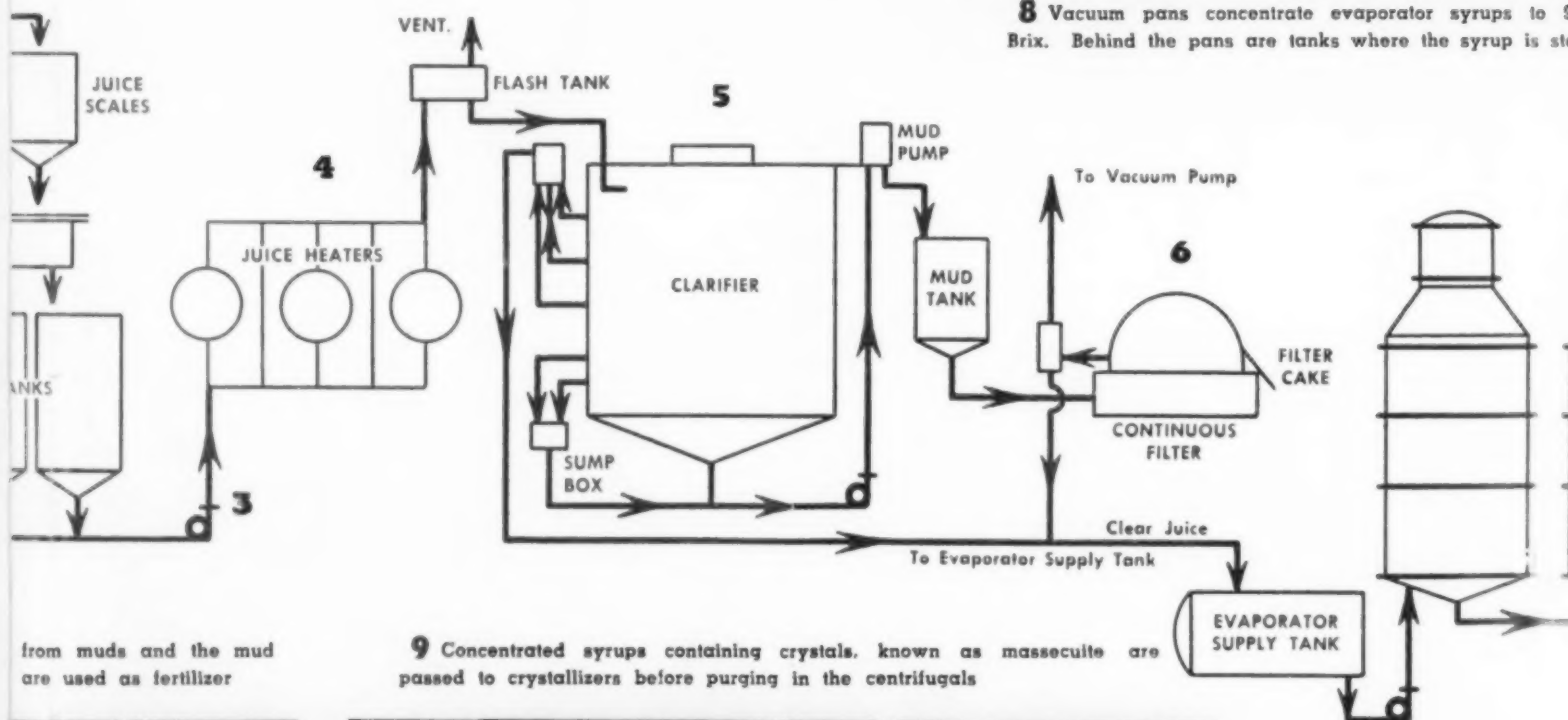 8 Vacuum pans concentrate evaporator syrups to
Brix. Behind the pans are tanks where the syrup is
VENT.
JUICE
SCALES
FLASH TANK
5
MUD
PUMP
4
To Vacuum Pump
JUICE HEATERS
6
CLARIFIER
MUD
TANK
FILTER
CAKE
CONTINUOUS
FILTER
SUMP
BOX
3
Clear Juice
To Evaporator Supply Tank
EVAPORATOR
SUPPLY TANK
from muds and the mud
are used as fertilizer
9 Concentrated syrups containing crystals, known as massecuite are
passed to crystallizers before purging in the centrifugals